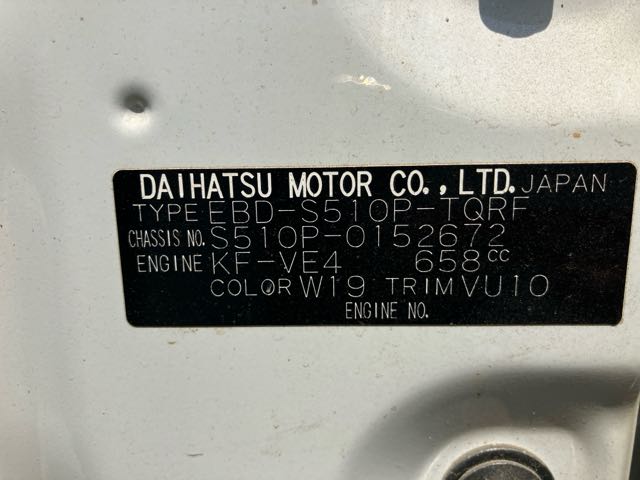 DAIHATSU MOTOR CO., LTD. JAPAN
TYPE EBD-S510P-TQRF
CHASSIS NO. S510P-0152672
ENGINE KF-VE4 658cc
COLOR W19 TRIM VU10
ENGINE NO.